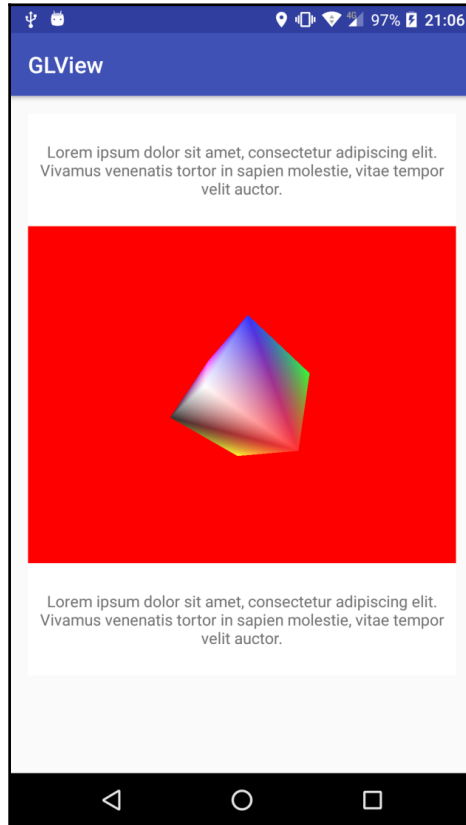 4G 97% 21:06
GLView
Lorem ipsum dolor sit amet, consectetur adipiscing elit.
Vivamus venenatis tortor in sapien molestie, vitae tempor
velit auctor.
Lorem ipsum dolor sit amet, consectetur adipiscing elit.
Vivamus venenatis tortor in sapien molestie, vitae tempor
velit auctor.